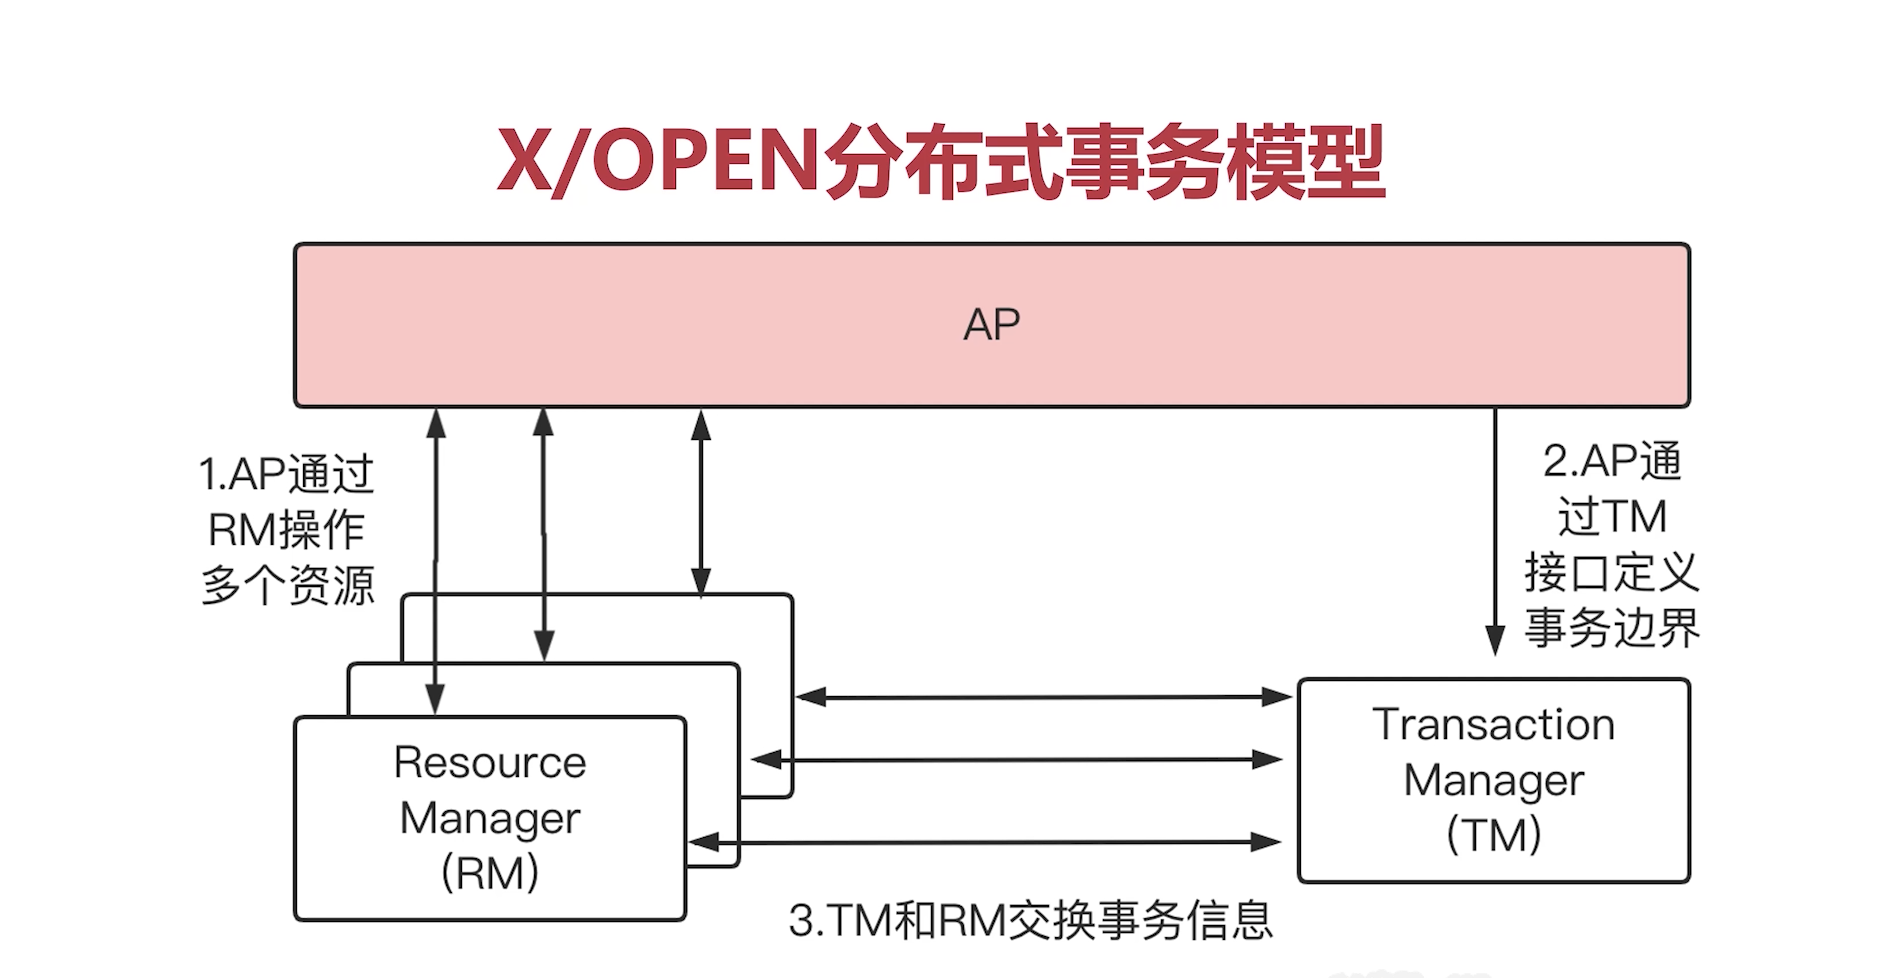 X/OPEN分布式事务模型
AP
1.AP通过
RM操作
多个资源
2.AP通
过TM
接口定义
事务边界
Resource
Manager
(RM)
Transaction
Manager
(TM)
3.TM和RM交换事务信息